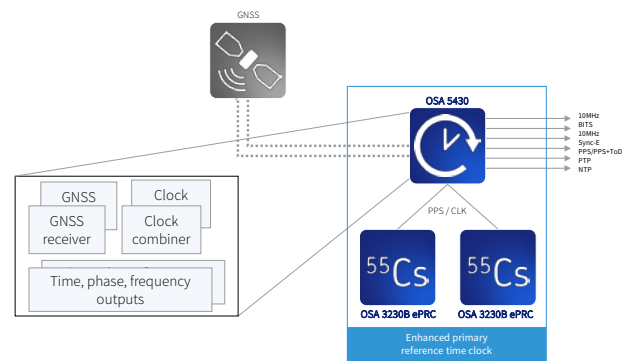 GNSS
OSA 5430
10MHz
BITS
10MHz
Sync-E
PPS/PPS+ToD
PTP
NTP
GNSS
Clock
GNSS
receiver
Clock
combiner
Time, phase, frequency
outputs
PPS / CLK
55Cs
55Cs
OSA 3230B ePRC
OSA 3230B ePRC
Enhanced primary
reference time clock